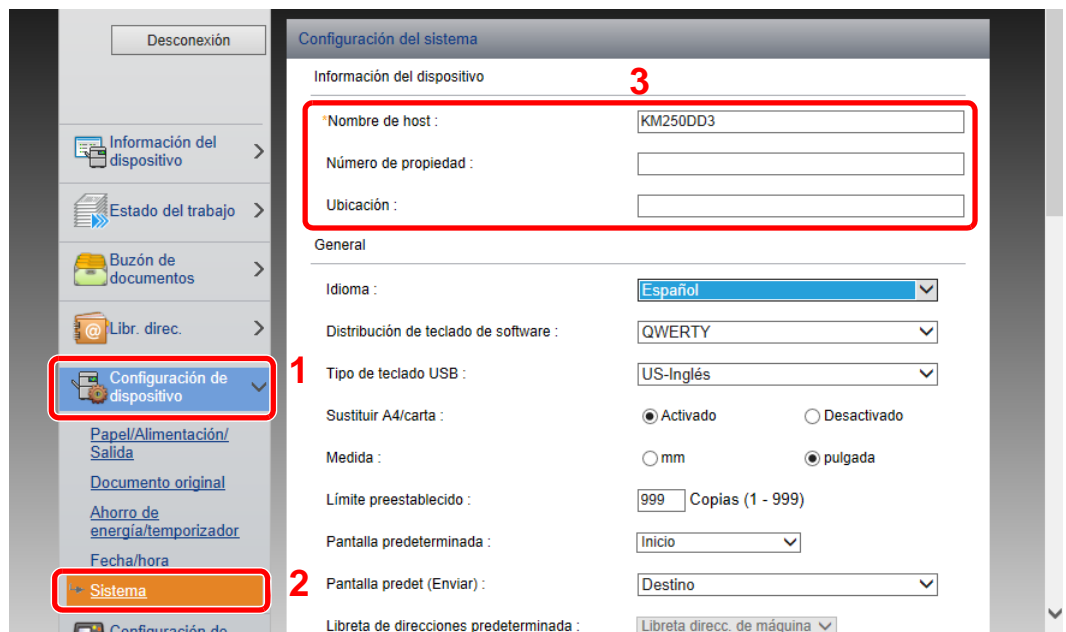 Desconexión
Información del
dispositivo
Estado del trabajo
Buzón de
documentos
Libr. direc.
Configuración de
dispositivo
1
Papel/Alimentación/
Salida
Documento original
Ahorro de
energía/temporizador
Fecha/hora
Sistema
2
Configuración de
Configuración del sistema
Información del dispositivo
3
*Nombre de host : KM250DD3
Número de propiedad :
Ubicación :
General
Idioma : Español
Distribución de teclado de software : QWERTY
Tipo de teclado USB : US-Inglés
Sustituir A4/carta : Activado Desactivado
Medida : mm pulgada
Límite preestablecido : 999 Copias (1 - 999)
Pantalla predeterminada : Inicio
Pantalla predet (Enviar) : Destino
Libreta de direcciones predeterminada : Libreta direcc. de máquina